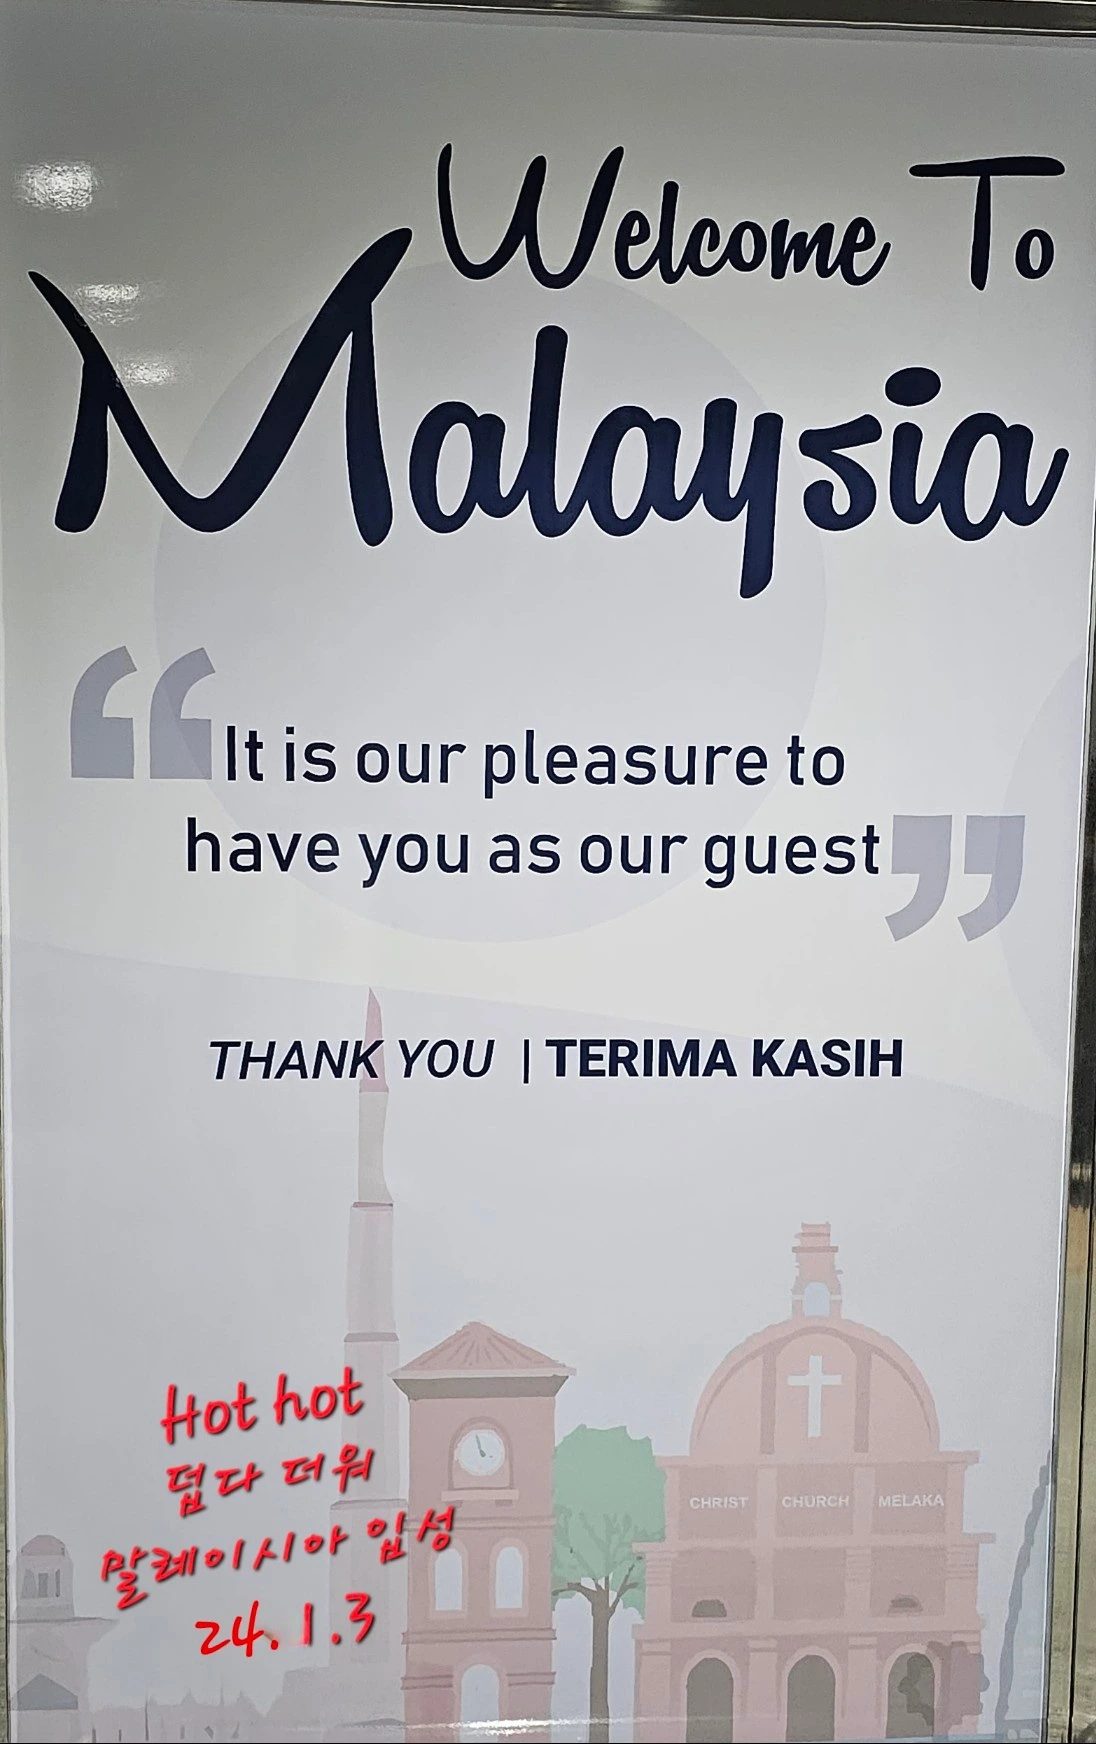 Welcome To
Malaysia
“It is our pleasure to
have you as our guest”
THANK YOU | TERIMA KASIH
CHRIST CHURCH MELAKA
Hot hot
덥다 더워
말레이시아 입성
24.1.3